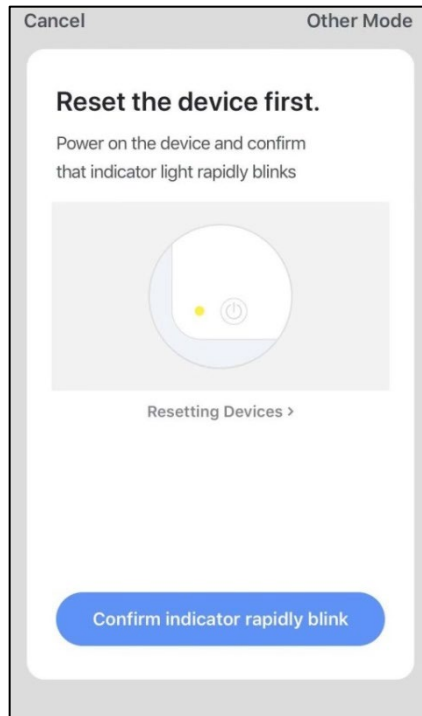 Cancel
Other Mode
Reset the device first.
Power on the device and confirm
that indicator light rapidly blinks
Resetting Devices >
Confirm indicator rapidly blink